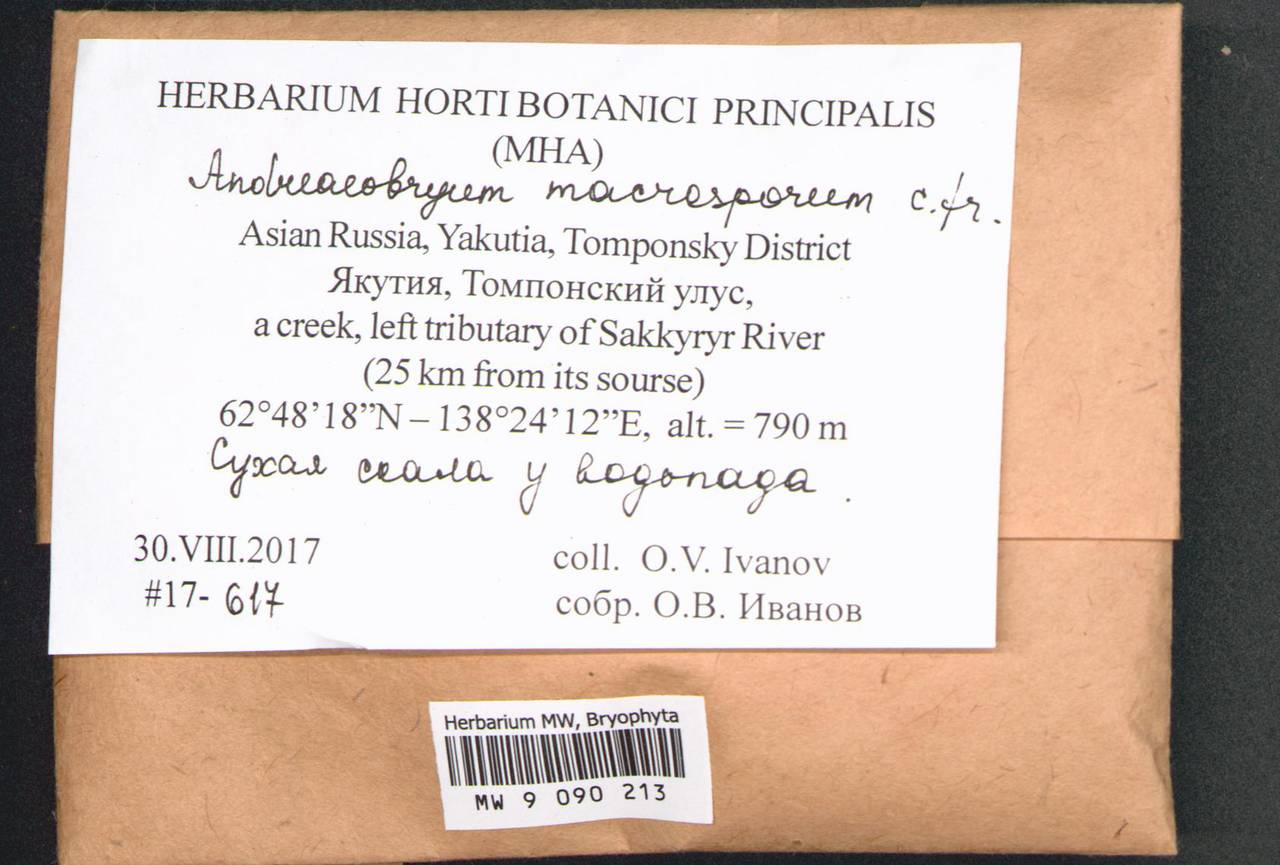 HERBARIUM HORTI BOTANICI PRINCIPALIS
(MHA)
Andreaeobryum macrosporum c.fr.
Asian Russia, Yakutia, Tomponsky District
Якутия, Томпонский улус,
a creek, left tributary of Sakkyryr River
(25 km from its sourse)
62°48’18”N – 138°24’12”E, alt. = 790 m
Сухая скала у водопада.
30.VIII.2017
coll. O.V. Ivanov
#17- 617
собр. О.В. Иванов
Herbarium MW, Bryophyta
MW 9 090 213